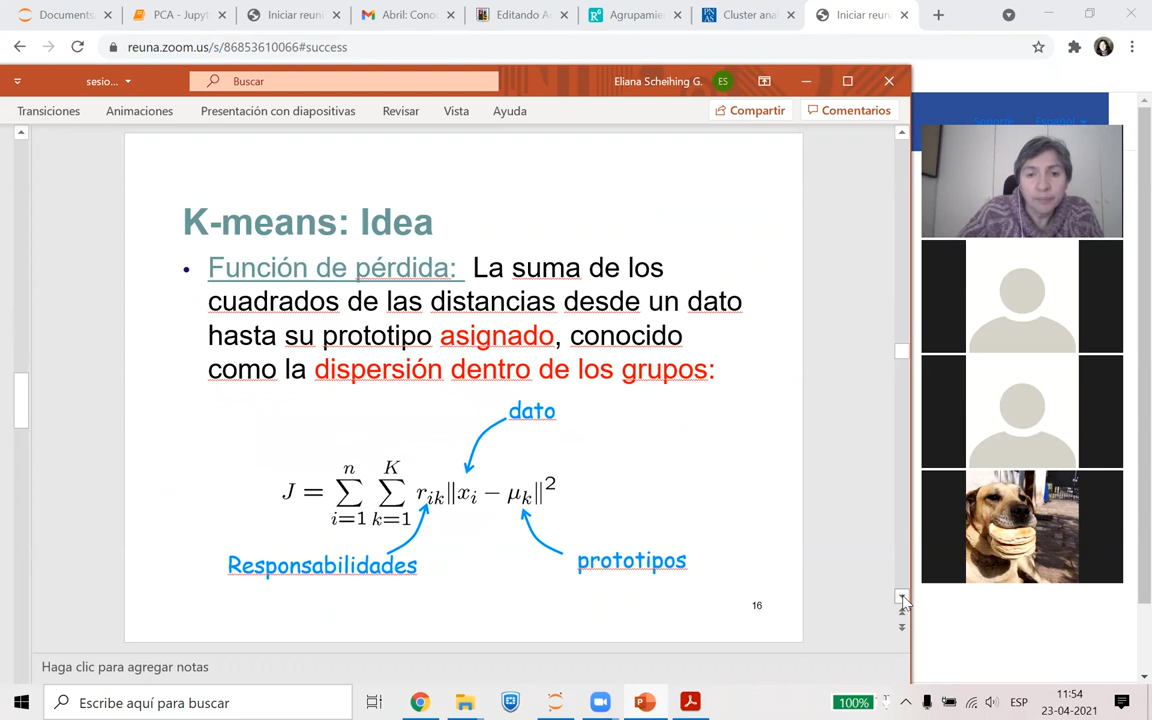 Documents.
PCA - Jupyt
Iniciar reuni
Abril: Cono
Editando A
Agrupamie
Cluster anal
Iniciar reun
reuna.zoom.us/s/86853610066#success
sesio...
Buscar
Eliana Scheihing G.
ES
Transiciones
Animaciones
Presentación con diapositivas
Revisar
Vista
Ayuda
Compartir
Comentarios
Soporte
Español
K-means: Idea
• Función de pérdida: La suma de los
cuadrados de las distancias desde un dato
hasta su prototipo asignado, conocido
como la dispersión dentro de los grupos:
dato
J = ∑_{i=1}^{n} ∑_{k=1}^{K} r_{ik}‖x_i − μ_k‖²
Responsabilidades
prototipos
16
Haga clic para agregar notas
Escribe aquí para buscar
100%
ESP
11:54
23-04-2021